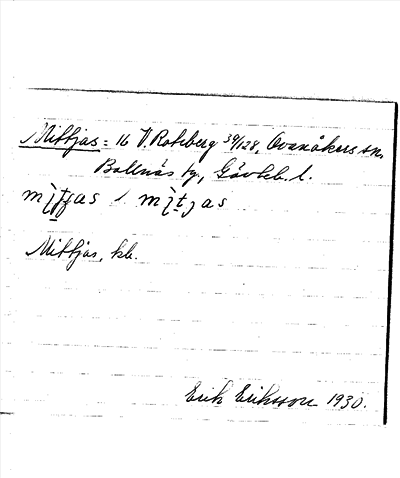 Mittjas = 16 V. Roteberg 39/128, Ovanåkers sn,
Bollnäs tg., Gävleb. l.
Mittjas, kb.
Erik Eriksson 1930.